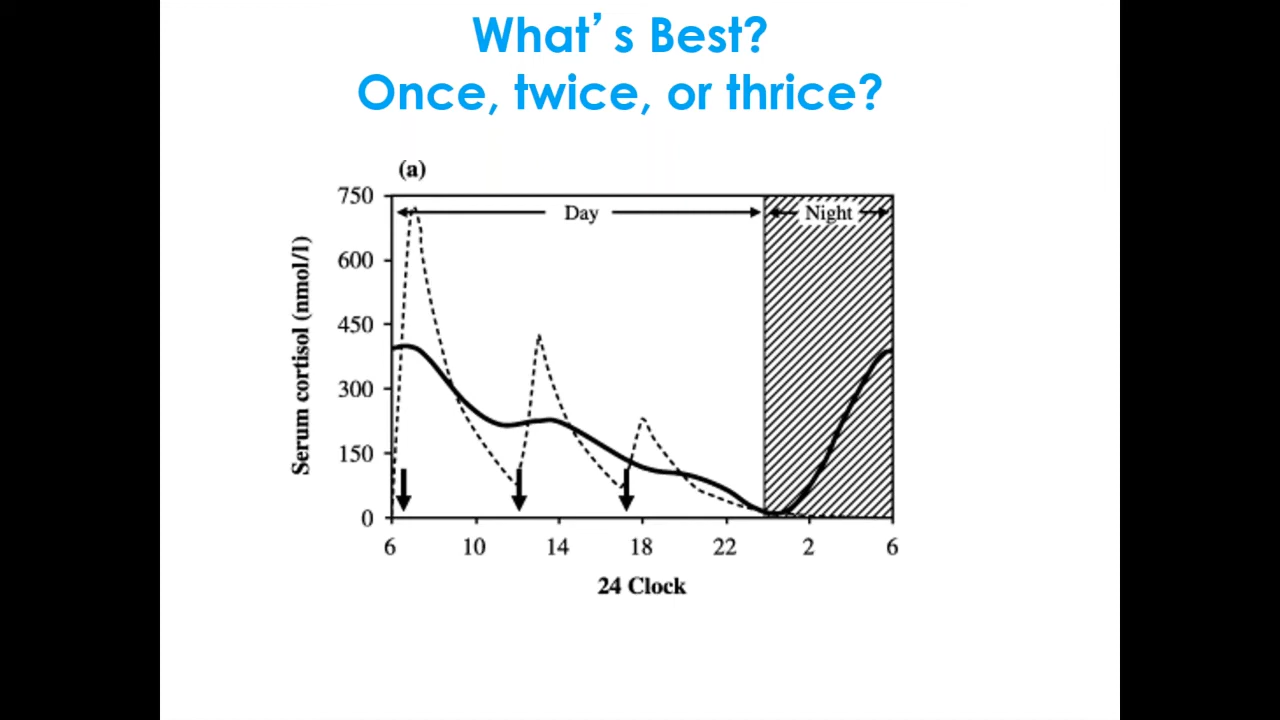 What’s Best?
Once, twice, or thrice?
(a)
750
600
450
300
150
0
Serum cortisol (nmol/l)
Day
Night
6
10
14
18
22
2
6
24 Clock